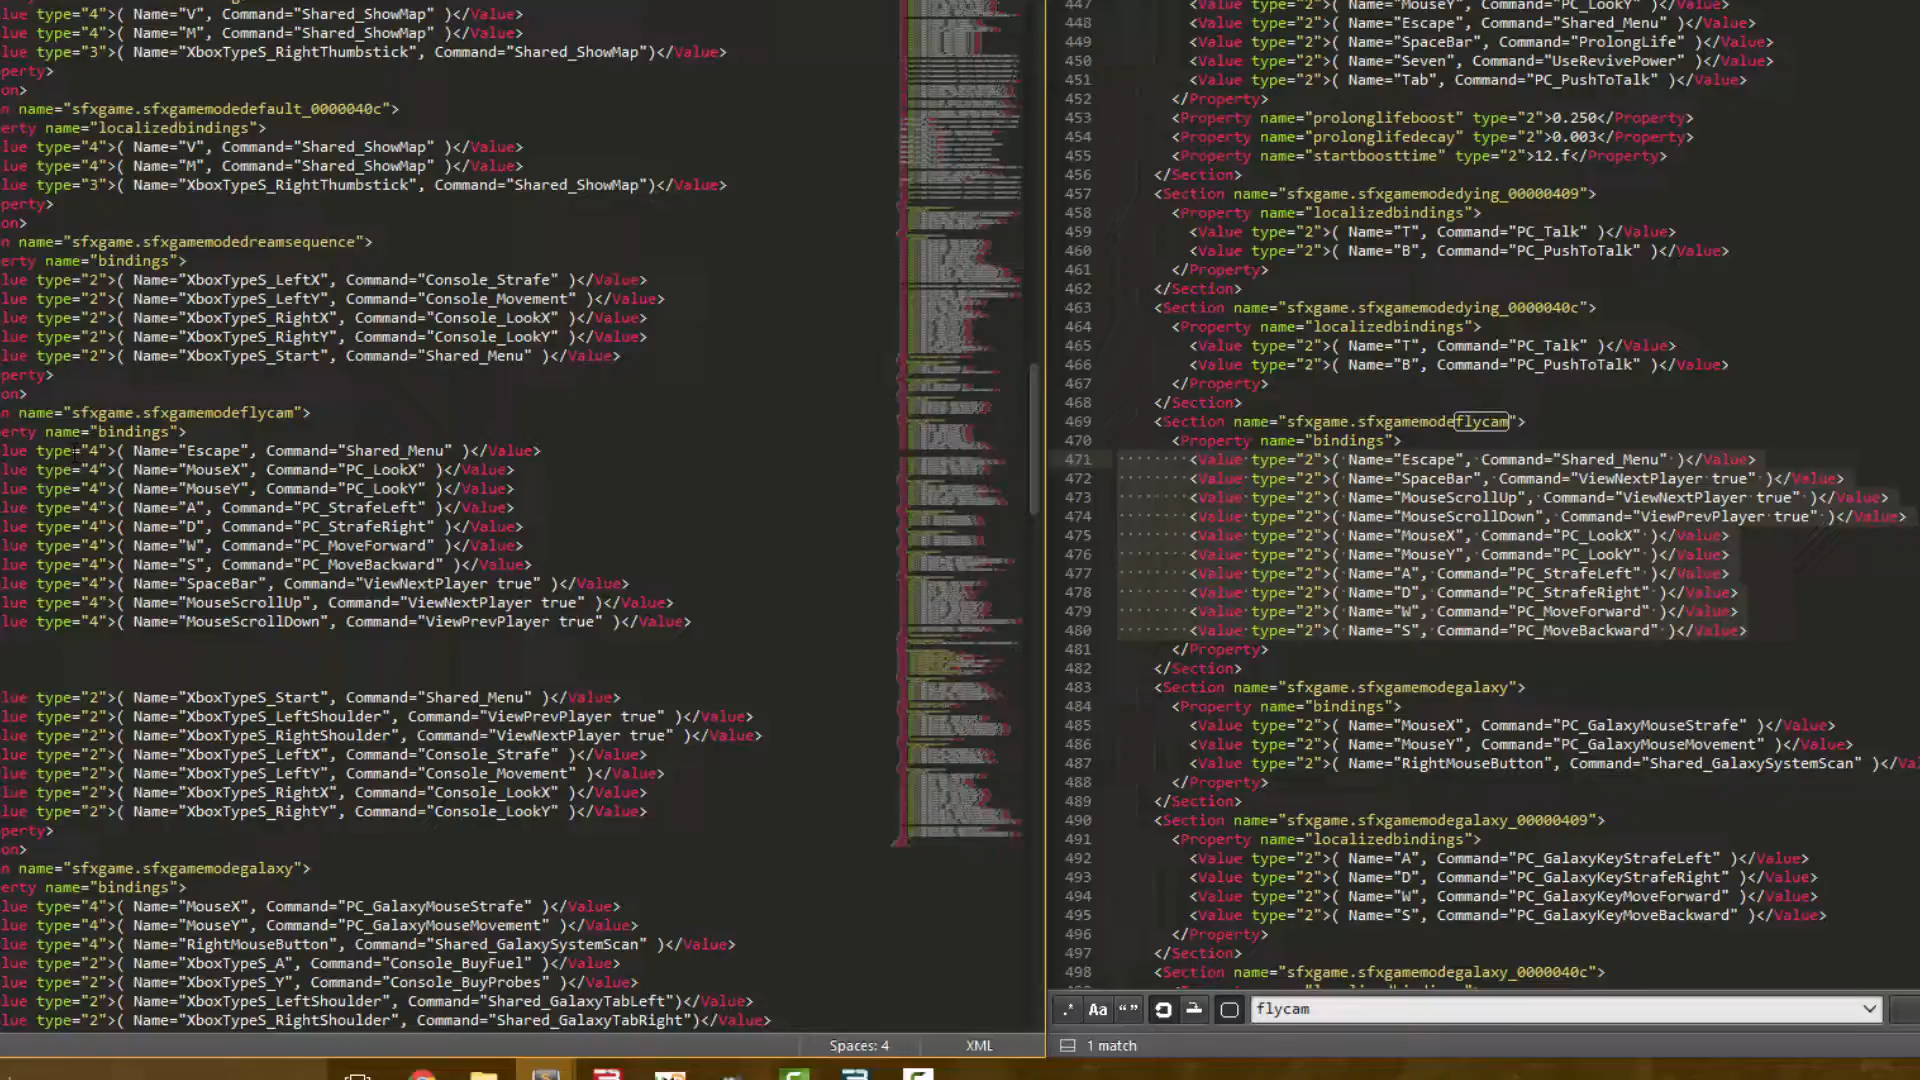 lue type="4">( Name="V", Command="Shared_ShowMap" )</Value>
lue type="4">( Name="M", Command="Shared_ShowMap" )</Value>
lue type="3">( Name="XboxTypeS_RightThumbstick", Command="Shared_ShowMap")</Value>
perty>
on>
n name="sfxgame.sfxgamemodedefault_0000040c">
erty name="localizedbindings">
lue type="4">( Name="V", Command="Shared_ShowMap" )</Value>
lue type="4">( Name="M", Command="Shared_ShowMap" )</Value>
lue type="3">( Name="XboxTypeS_RightThumbstick", Command="Shared_ShowMap")</Value>
perty>
on>
n name="sfxgame.sfxgamemodedreamsequence">
erty name="bindings">
lue type="2">( Name="XboxTypeS_LeftX", Command="Console_Strafe" )</Value>
lue type="2">( Name="XboxTypeS_LeftY", Command="Console_Movement" )</Value>
lue type="2">( Name="XboxTypeS_RightX", Command="Console_LookX" )</Value>
lue type="2">( Name="XboxTypeS_RightY", Command="Console_LookY" )</Value>
lue type="2">( Name="XboxTypeS_Start", Command="Shared_Menu" )</Value>
perty>
on>
n name="sfxgame.sfxgamemodeflycam">
erty name="bindings">
lue type="4">( Name="Escape", Command="Shared_Menu" )</Value>
lue type="4">( Name="MouseX", Command="PC_LookX" )</Value>
lue type="4">( Name="MouseY", Command="PC_LookY" )</Value>
lue type="4">( Name="A", Command="PC_StrafeLeft" )</Value>
lue type="4">( Name="D", Command="PC_StrafeRight" )</Value>
lue type="4">( Name="W", Command="PC_MoveForward" )</Value>
lue type="4">( Name="S", Command="PC_MoveBackward" )</Value>
lue type="4">( Name="SpaceBar", Command="ViewNextPlayer true" )</Value>
lue type="4">( Name="MouseScrollUp", Command="ViewNextPlayer true" )</Value>
lue type="4">( Name="MouseScrollDown", Command="ViewPrevPlayer true" )</Value>
lue type="2">( Name="XboxTypeS_Start", Command="Shared_Menu" )</Value>
lue type="2">( Name="XboxTypeS_LeftShoulder", Command="ViewPrevPlayer true" )</Value>
lue type="2">( Name="XboxTypeS_RightShoulder", Command="ViewNextPlayer true" )</Value>
lue type="2">( Name="XboxTypeS_LeftX", Command="Console_Strafe" )</Value>
lue type="2">( Name="XboxTypeS_LeftY", Command="Console_Movement" )</Value>
lue type="2">( Name="XboxTypeS_RightX", Command="Console_LookX" )</Value>
lue type="2">( Name="XboxTypeS_RightY", Command="Console_LookY" )</Value>
perty>
on>
n name="sfxgame.sfxgamemodegalaxy">
erty name="bindings">
lue type="4">( Name="MouseX", Command="PC_GalaxyMouseStrafe" )</Value>
lue type="4">( Name="MouseY", Command="PC_GalaxyMouseMovement" )</Value>
lue type="4">( Name="RightMouseButton", Command="Shared_GalaxySystemScan" )</Value>
lue type="2">( Name="XboxTypeS_A", Command="Console_BuyFuel" )</Value>
lue type="2">( Name="XboxTypeS_Y", Command="Console_BuyProbes" )</Value>
lue type="2">( Name="XboxTypeS_LeftShoulder", Command="Shared_GalaxyTabLeft")</Value>
lue type="2">( Name="XboxTypeS_RightShoulder", Command="Shared_GalaxyTabRight")</Value>
Spaces: 4 XML
447 <Value type="2">( Name="MouseY", Command="PC_LookY" )</Value>
448 <Value type="2">( Name="Escape", Command="Shared_Menu" )</Value>
449 <Value type="2">( Name="SpaceBar", Command="ProlongLife" )</Value>
450 <Value type="2">( Name="Seven", Command="UseRevivePower" )</Value>
451 <Value type="2">( Name="Tab", Command="PC_PushToTalk" )</Value>
452 </Property>
453 <Property name="prolonglifeboost" type="2">0.250</Property>
454 <Property name="prolonglifedecay" type="2">0.003</Property>
455 <Property name="startboosttime" type="2">12.f</Property>
456 </Section>
457 <Section name="sfxgame.sfxgamemodedying_00000409">
458 <Property name="localizedbindings">
459 <Value type="2">( Name="T", Command="PC_Talk" )</Value>
460 <Value type="2">( Name="B", Command="PC_PushToTalk" )</Value>
461 </Property>
462 </Section>
463 <Section name="sfxgame.sfxgamemodedying_0000040c">
464 <Property name="localizedbindings">
465 <Value type="2">( Name="T", Command="PC_Talk" )</Value>
466 <Value type="2">( Name="B", Command="PC_PushToTalk" )</Value>
467 </Property>
468 </Section>
469 <Section name="sfxgame.sfxgamemodeflycam">
470 <Property name="bindings">
471 <Value type="2">( Name="Escape", Command="Shared_Menu" )</Value>
472 <Value type="2">( Name="SpaceBar", Command="ViewNextPlayer true" )</Value>
473 <Value type="2">( Name="MouseScrollUp", Command="ViewNextPlayer true" )</Value>
474 <Value type="2">( Name="MouseScrollDown", Command="ViewPrevPlayer true" )</Value>
475 <Value type="2">( Name="MouseX", Command="PC_LookX" )</Value>
476 <Value type="2">( Name="MouseY", Command="PC_LookY" )</Value>
477 <Value type="2">( Name="A", Command="PC_StrafeLeft" )</Value>
478 <Value type="2">( Name="D", Command="PC_StrafeRight" )</Value>
479 <Value type="2">( Name="W", Command="PC_MoveForward" )</Value>
480 <Value type="2">( Name="S", Command="PC_MoveBackward" )</Value>
481 </Property>
482 </Section>
483 <Section name="sfxgame.sfxgamemodegalaxy">
484 <Property name="bindings">
485 <Value type="2">( Name="MouseX", Command="PC_GalaxyMouseStrafe" )</Value>
486 <Value type="2">( Name="MouseY", Command="PC_GalaxyMouseMovement" )</Value>
487 <Value type="2">( Name="RightMouseButton", Command="Shared_GalaxySystemScan" )</Va
488 </Property>
489 </Section>
490 <Section name="sfxgame.sfxgamemodegalaxy_00000409">
491 <Property name="localizedbindings">
492 <Value type="2">( Name="A", Command="PC_GalaxyKeyStrafeLeft" )</Value>
493 <Value type="2">( Name="D", Command="PC_GalaxyKeyStrafeRight" )</Value>
494 <Value type="2">( Name="W", Command="PC_GalaxyKeyMoveForward" )</Value>
495 <Value type="2">( Name="S", Command="PC_GalaxyKeyMoveBackward" )</Value>
496 </Property>
497 </Section>
498 <Section name="sfxgame.sfxgamemodegalaxy_0000040c">
.* Aa “” flycam
1 match